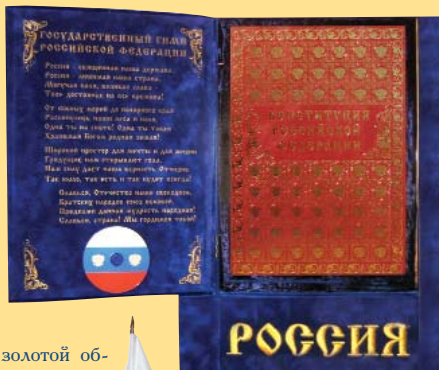 ГОСУДАРСТВЕННЫЙ ГИМН
РОССИЙСКОЙ ФЕДЕРАЦИИ
Россия – священная наша держава,
Россия – любимая наша страна.
Могучая воля, великая слава –
Твоё достоянье на все времена!
От южных морей до полярного края
Раскинулись наши леса и поля.
Одна ты на свете! Одна ты такая
Хранимая Богом родная земля!
Широкий простор для мечты и для жизни
Грядущие нам открывают года.
Нам силу даёт наша верность Отчизне.
Так было, так есть и так будет всегда!
Славься, Отечество наше свободное,
Братских народов союз вековой,
Предками данная мудрость народная!
Славься, страна! Мы гордимся тобой!
КОНСТИТУЦИЯ
РОССИЙСКОЙ
ФЕДЕРАЦИИ
РОССИЯ
золотой об-